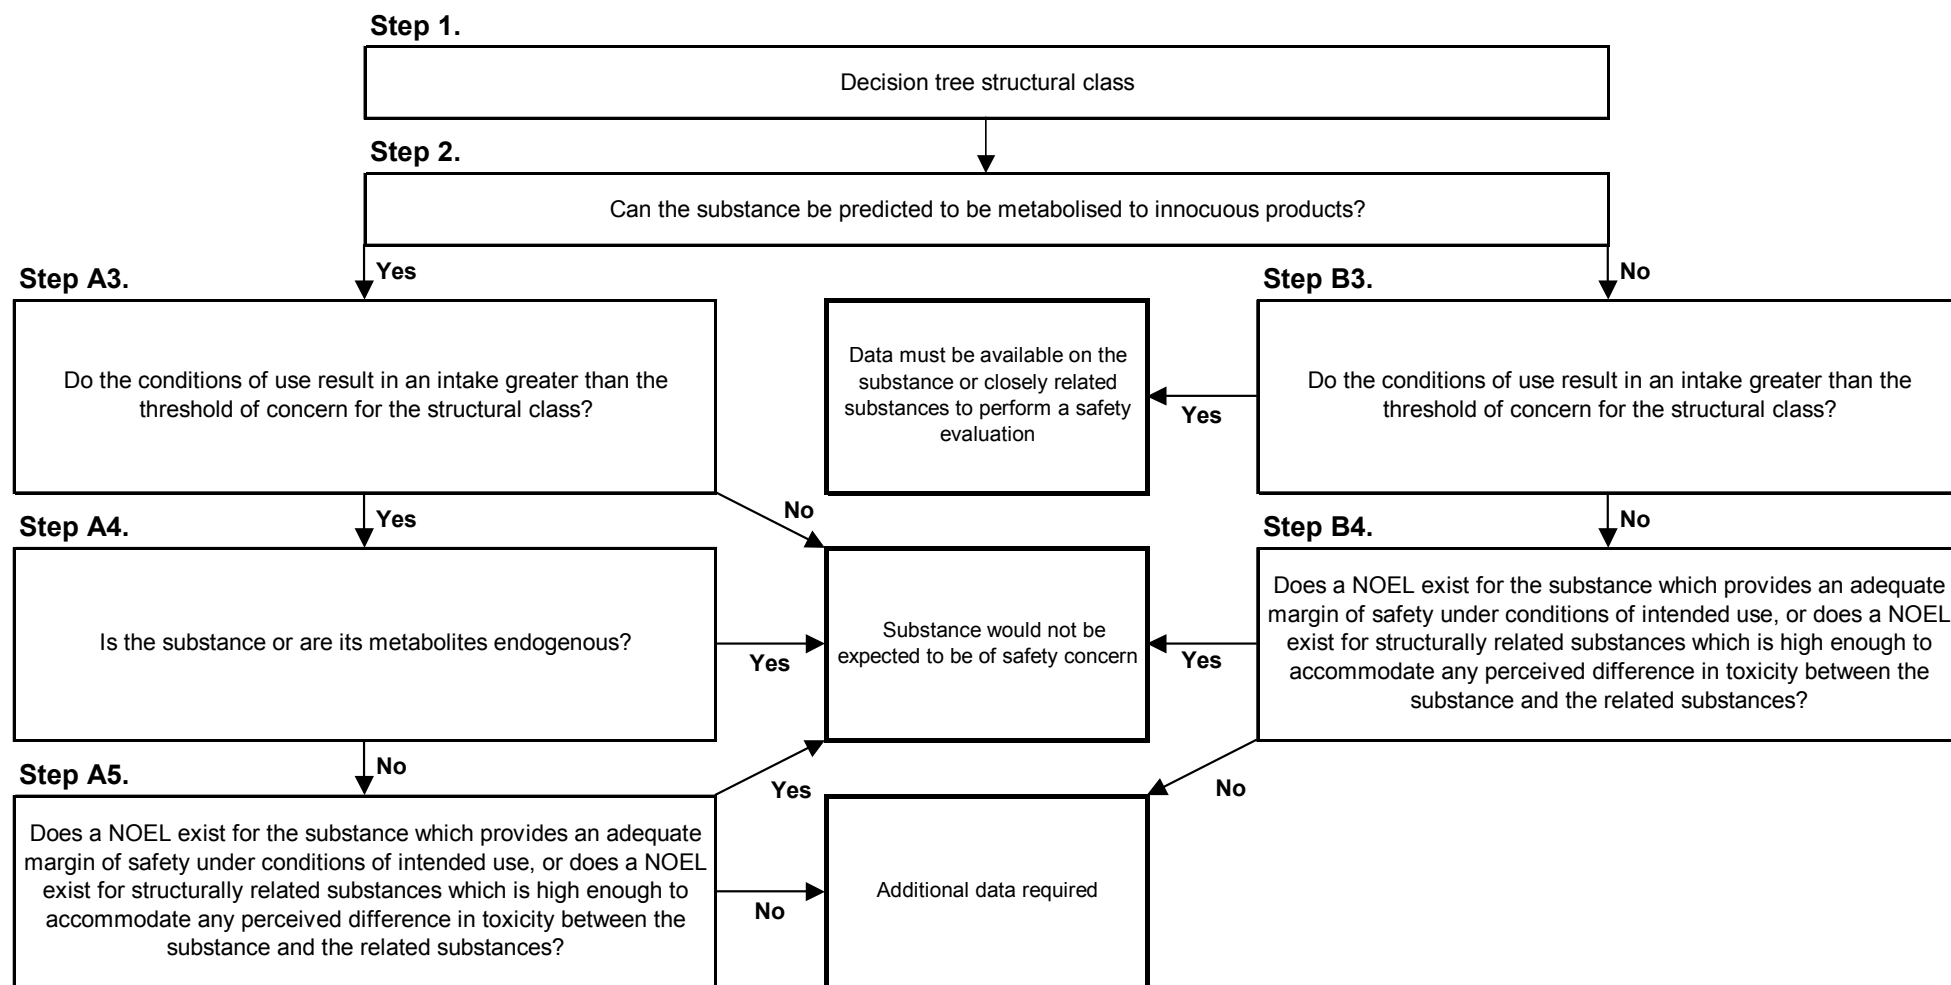 Step 1.
Decision tree structural class
Step 2.
Can the substance be predicted to be metabolised to innocuous products?
Yes
No
Step A3.
Do the conditions of use result in an intake greater than the
threshold of concern for the structural class?
Data must be available on the
substance or closely related
substances to perform a safety
evaluation
Yes
Step B3.
Do the conditions of use result in an intake greater than the
threshold of concern for the structural class?
Yes
No
No
Step A4.
Is the substance or are its metabolites endogenous?
Yes
Substance would not be
expected to be of safety concern
Yes
Step B4.
Does a NOEL exist for the substance which provides an adequate
margin of safety under conditions of intended use, or does a NOEL
exist for structurally related substances which is high enough to
accommodate any perceived difference in toxicity between the
substance and the related substances?
No
Yes
No
Step A5.
Does a NOEL exist for the substance which provides an adequate
margin of safety under conditions of intended use, or does a NOEL
exist for structurally related substances which is high enough to
accommodate any perceived difference in toxicity between the
substance and the related substances?
No
Additional data required